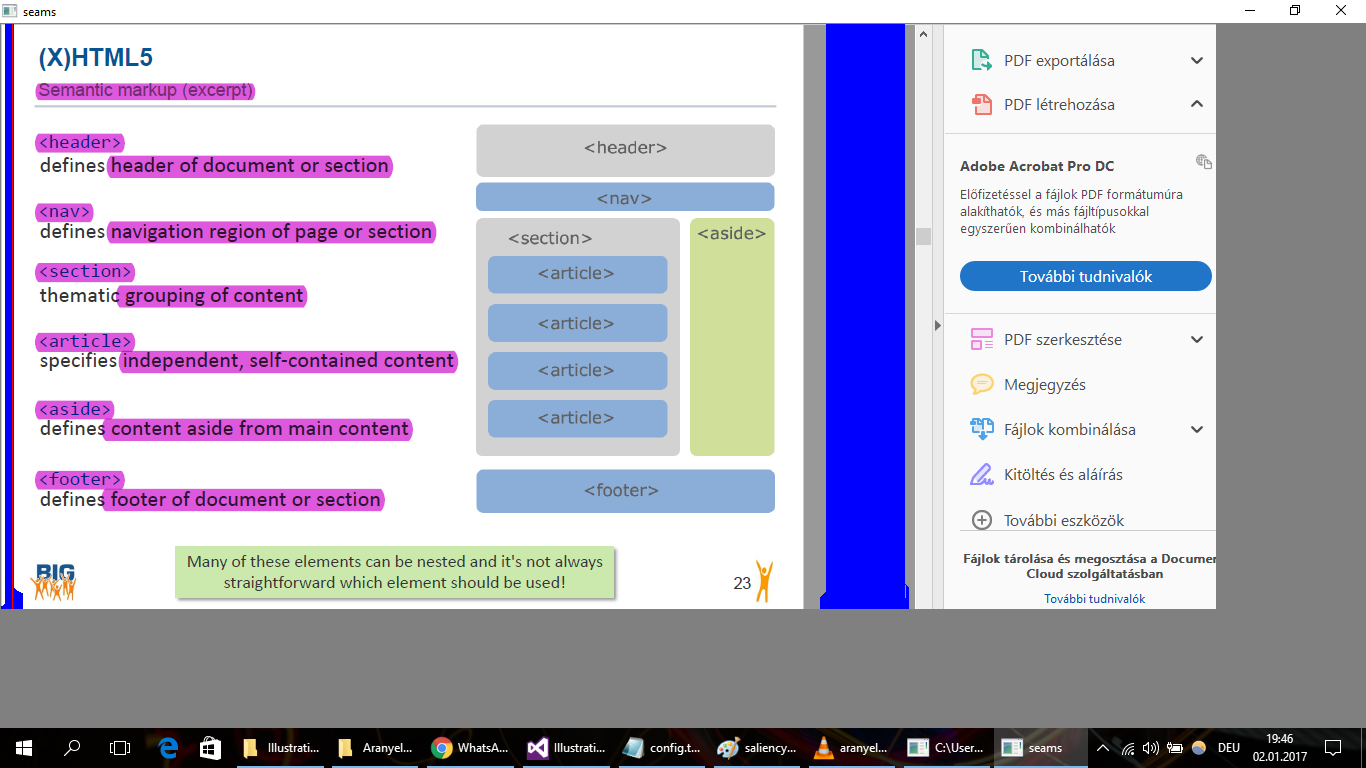 seams
(X)HTML5
Semantic markup (excerpt)
<header>
defines header of document or section
<nav>
defines navigation region of page or section
<section>
thematic grouping of content
<article>
specifies independent, self-contained content
<aside>
defines content aside from main content
<footer>
defines footer of document or section
<header>
<nav>
<section>
<aside>
<article>
<article>
<article>
<article>
<footer>
Many of these elements can be nested and it's not always
straightforward which element should be used!
BIG
23
PDF exportálása
PDF létrehozása
Adobe Acrobat Pro DC
Előfizetéssel a fájlok PDF formátumúra
alakíthatók, és más fájltípusokkal
egyszerűen kombinálhatók
További tudnivalók
PDF szerkesztése
Megjegyzés
Fájlok kombinálása
Kitöltés és aláírás
További eszközök
Fájlok tárolása és megosztása a Documen
Cloud szolgáltatásban
További tudnivalók
Illustrati...
Aranyel...
WhatsA...
Illustrati...
config.t...
saliency...
aranyel...
C:\User...
seams
DEU
19:46
02.01.2017